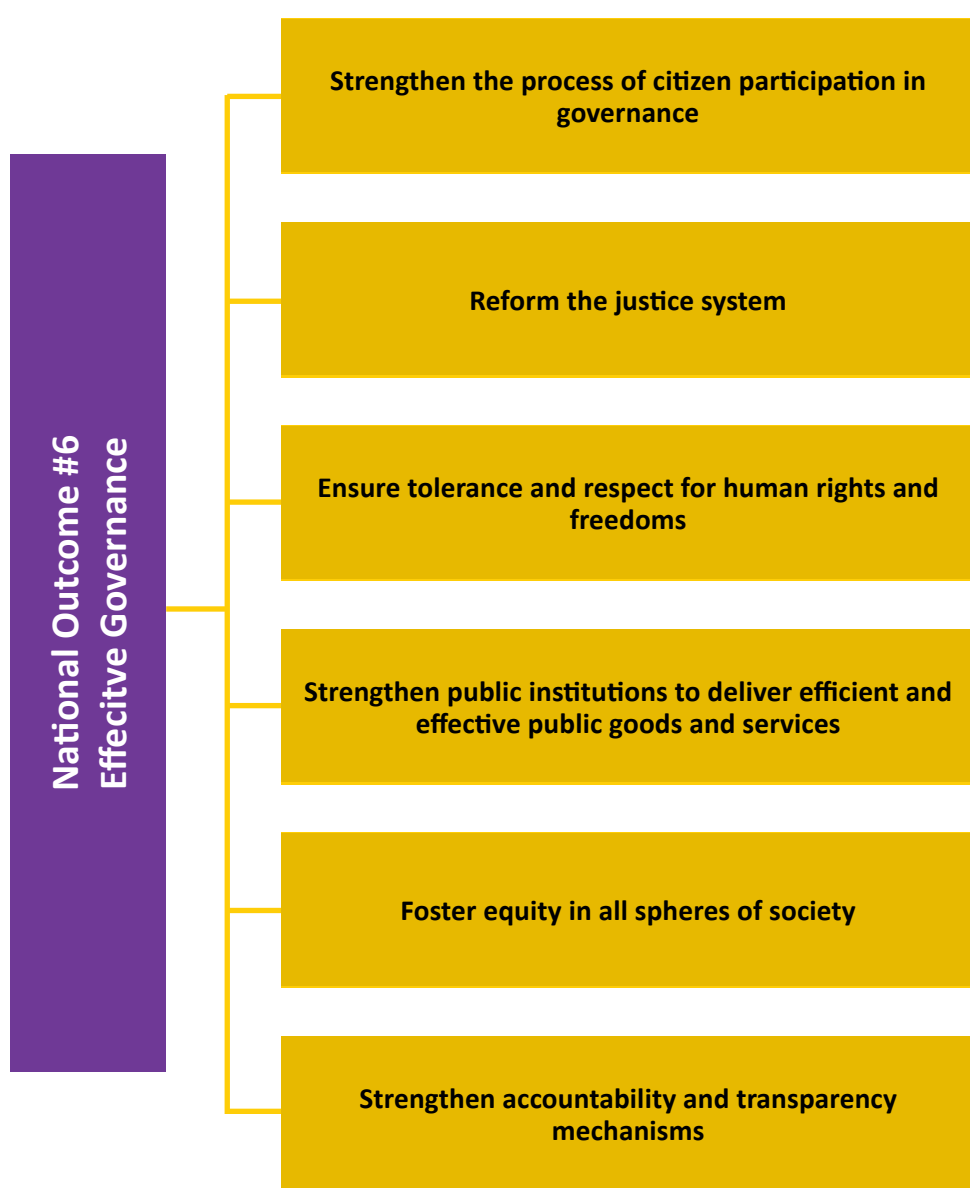 National Outcome #6
Effecitve Governance
Strengthen the process of citizen participation in
governance
Reform the justice system
Ensure tolerance and respect for human rights and
freedoms
Strengthen public institutions to deliver efficient and
effective public goods and services
Foster equity in all spheres of society
Strengthen accountability and transparency
mechanisms